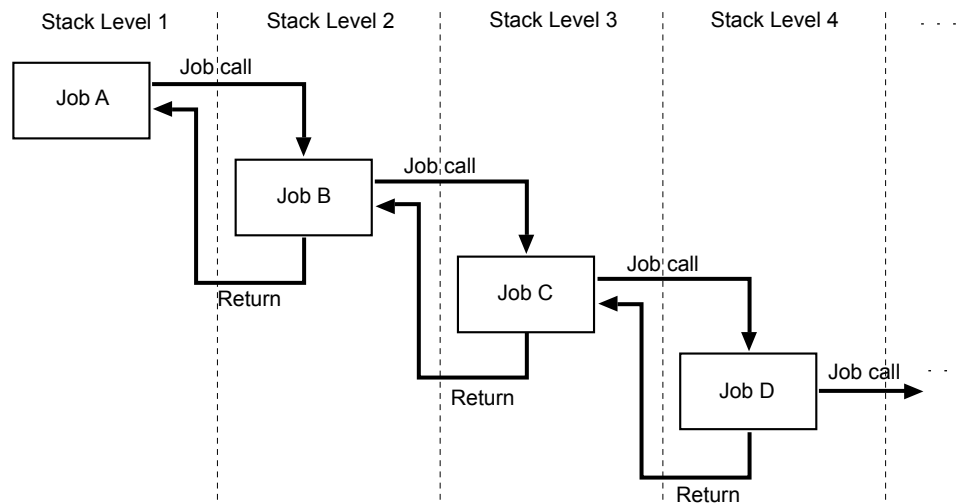 Stack Level 1
Stack Level 2
Stack Level 3
Stack Level 4
. . .
Job call
Job A
Job call
Job B
Job call
Job C
Return
Job call
. .
Job D
Return
Return